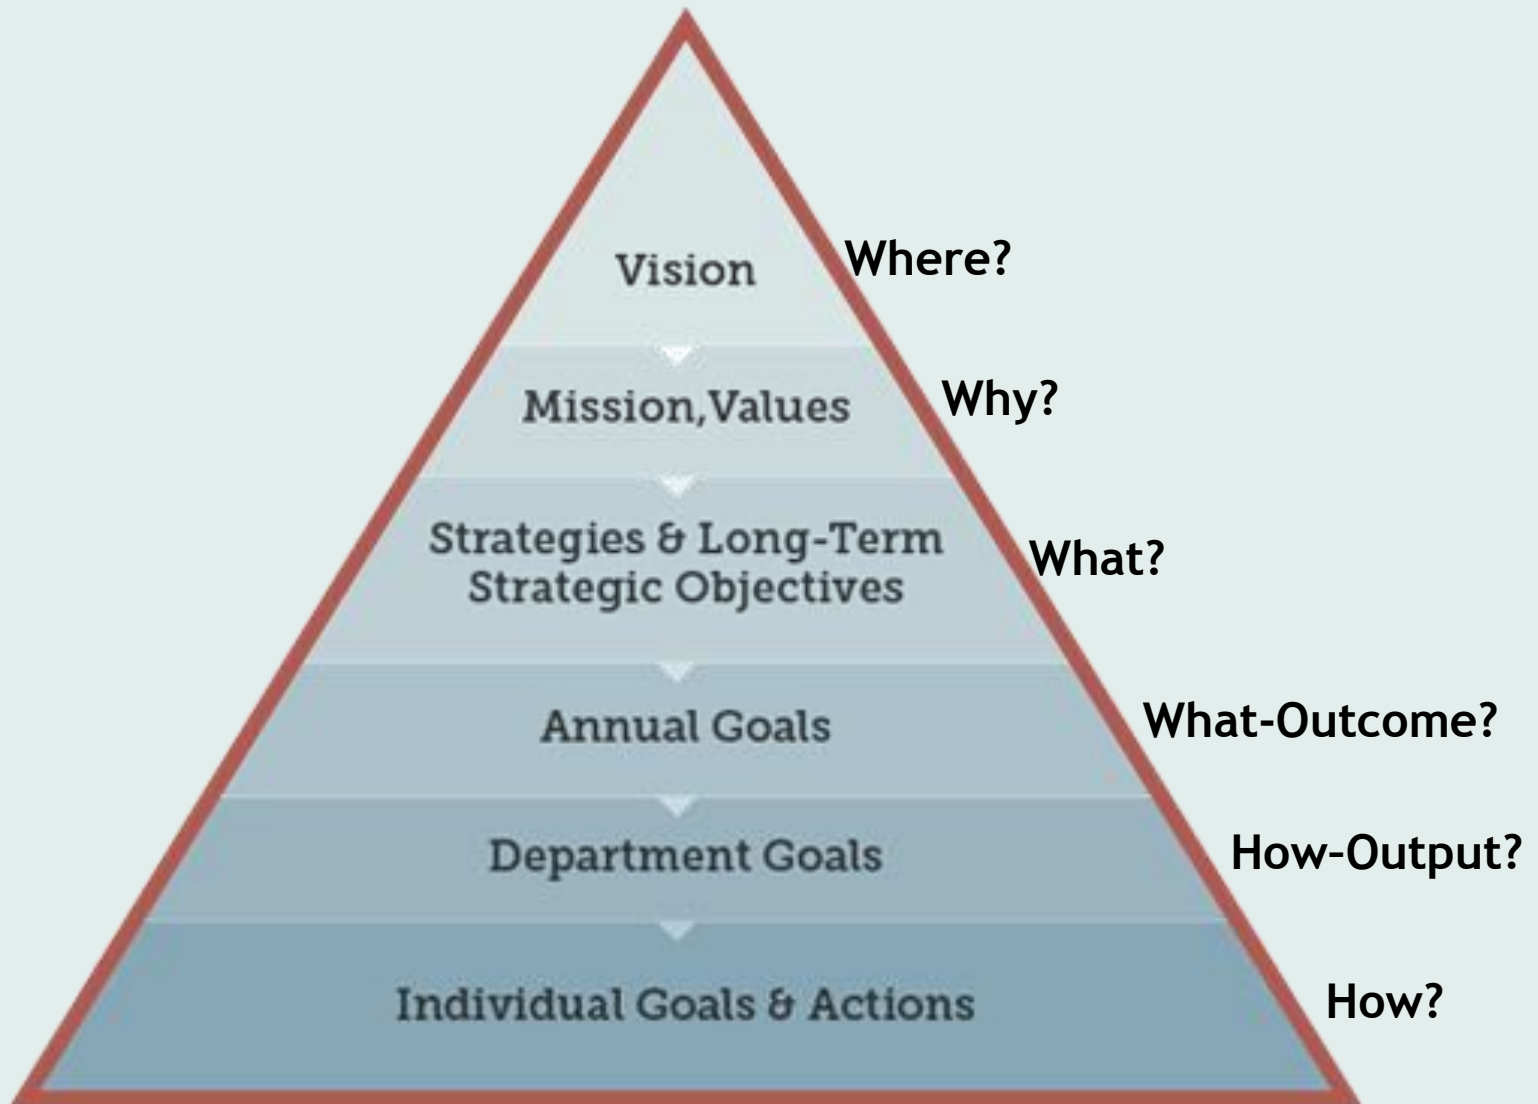 Vision
Where?
Mission,Values
Why?
Strategies & Long-Term
Strategic Objectives
What?
Annual Goals
What-Outcome?
Department Goals
How-Output?
Individual Goals & Actions
How?